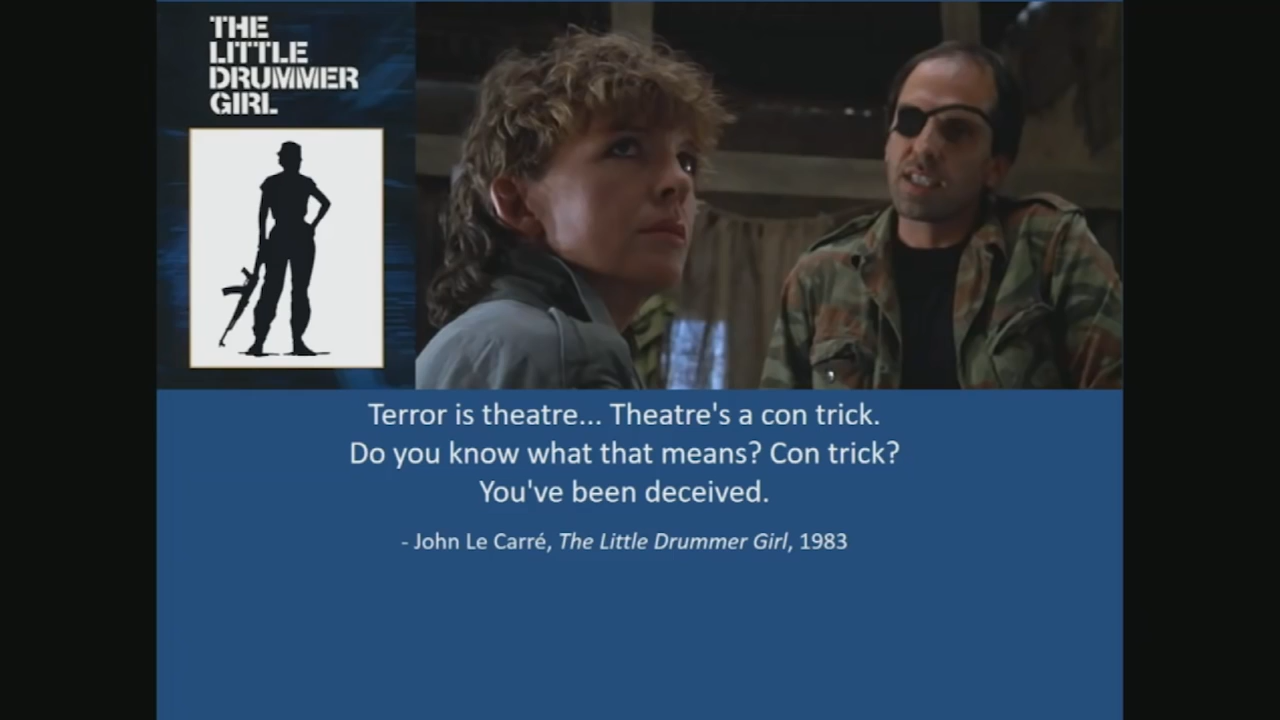 THE
LITTLE
DRUMMER
GIRL
Terror is theatre... Theatre's a con trick.
Do you know what that means? Con trick?
You've been deceived.
- John Le Carré, The Little Drummer Girl, 1983